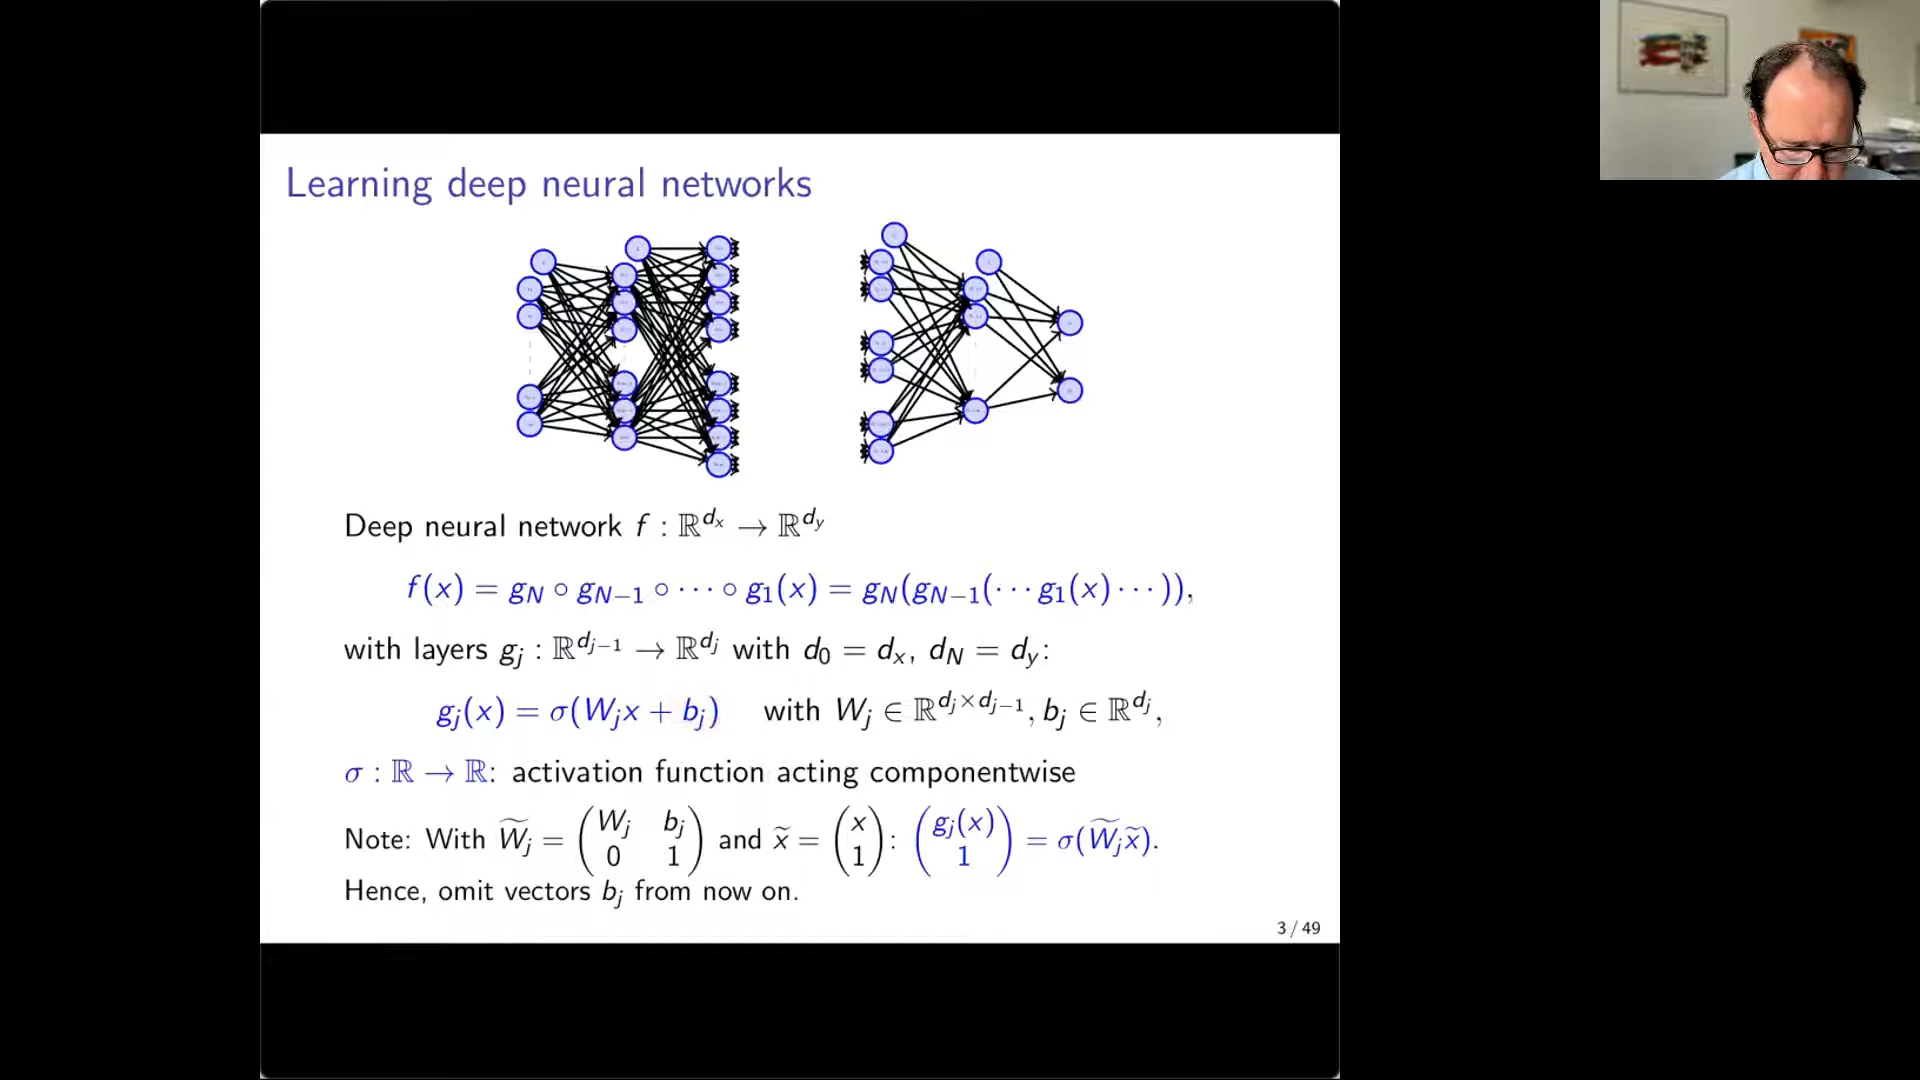 Learning deep neural networks
Deep neural network f : ℝ^{d_x} → ℝ^{d_y}
f(x) = g_N ∘ g_{N−1} ∘ ··· ∘ g_1(x) = g_N(g_{N−1}(··· g_1(x) ··· )),
with layers g_j : ℝ^{d_{j−1}} → ℝ^{d_j} with d_0 = d_x, d_N = d_y:
g_j(x) = σ(W_j x + b_j) with W_j ∈ ℝ^{d_j×d_{j−1}}, b_j ∈ ℝ^{d_j},
σ : ℝ → ℝ: activation function acting componentwise
Note: With W̃_j = (W_j b_j; 0 1) and x̃ = (x; 1): (g_j(x); 1) = σ(W̃_j x̃).
Hence, omit vectors b_j from now on.
3 / 49